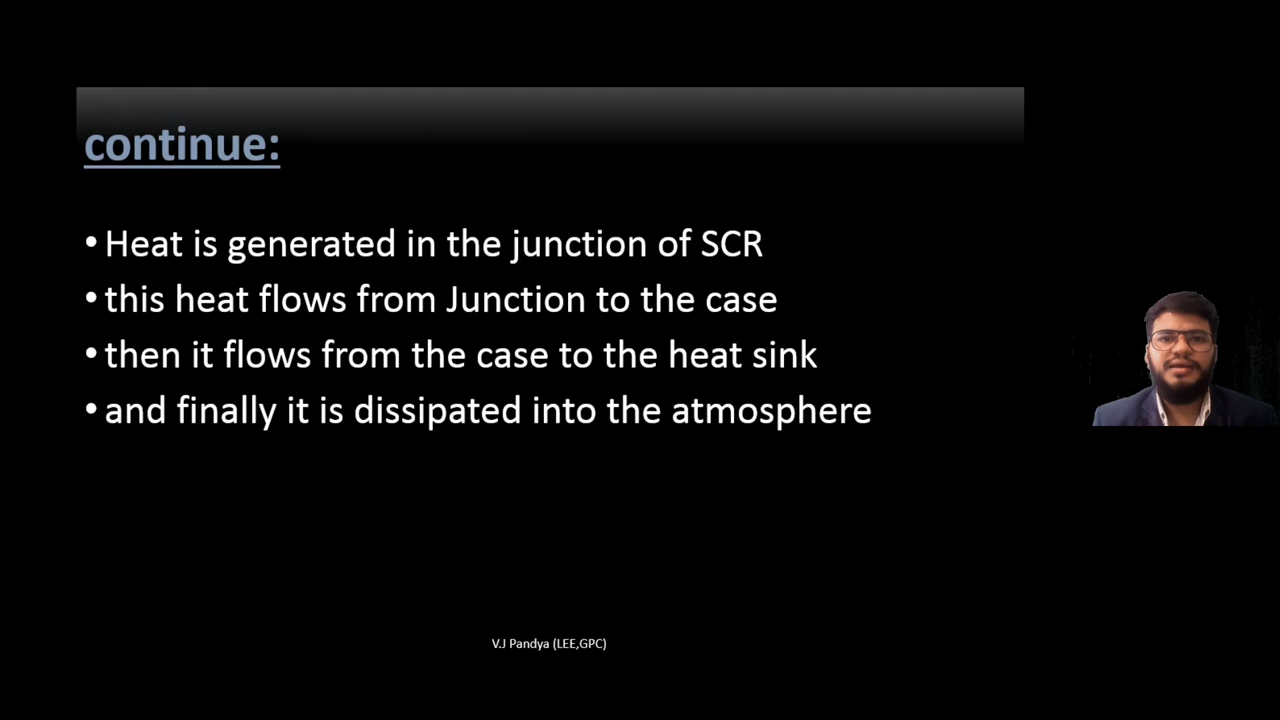 continue:
• Heat is generated in the junction of SCR
• this heat flows from Junction to the case
• then it flows from the case to the heat sink
• and finally it is dissipated into the atmosphere
V.J Pandya (LEE,GPC)